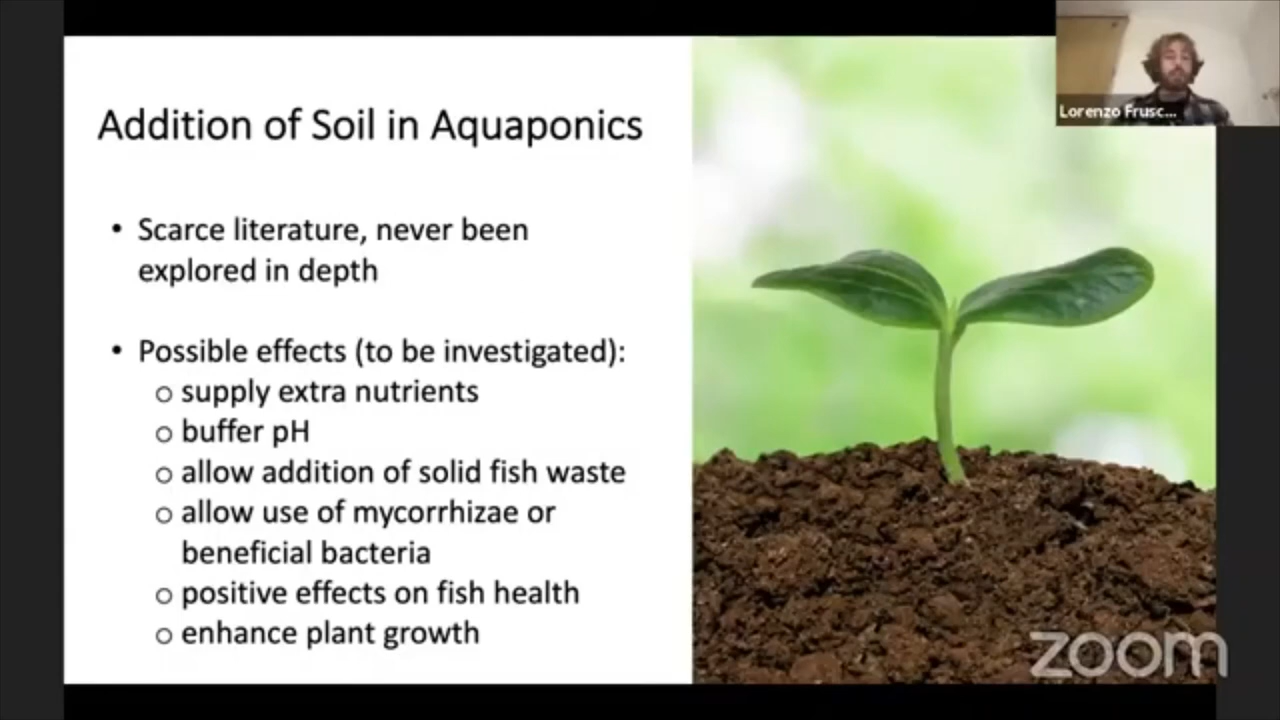 Lorenzo Frusc...
Addition of Soil in Aquaponics
• Scarce literature, never been
explored in depth
• Possible effects (to be investigated):
o supply extra nutrients
o buffer pH
o allow addition of solid fish waste
o allow use of mycorrhizae or
beneficial bacteria
o positive effects on fish health
o enhance plant growth
zoom